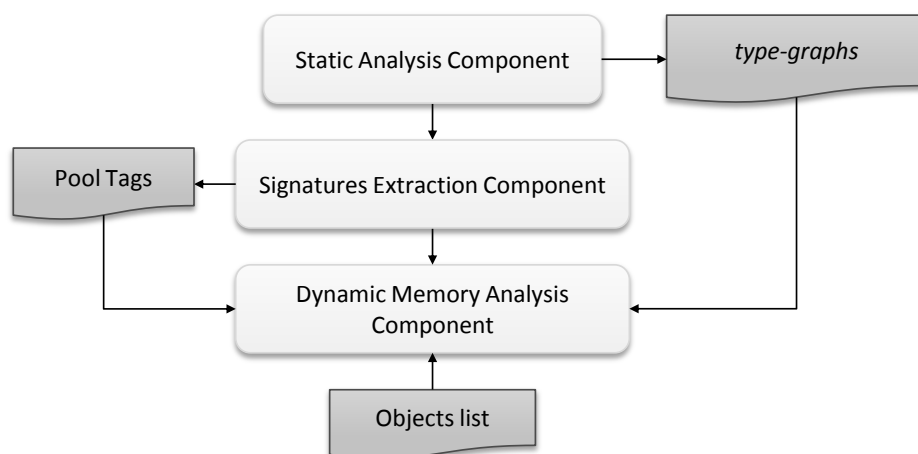 Static Analysis Component
type-graphs
Pool Tags
Signatures Extraction Component
Dynamic Memory Analysis
Component
Objects list